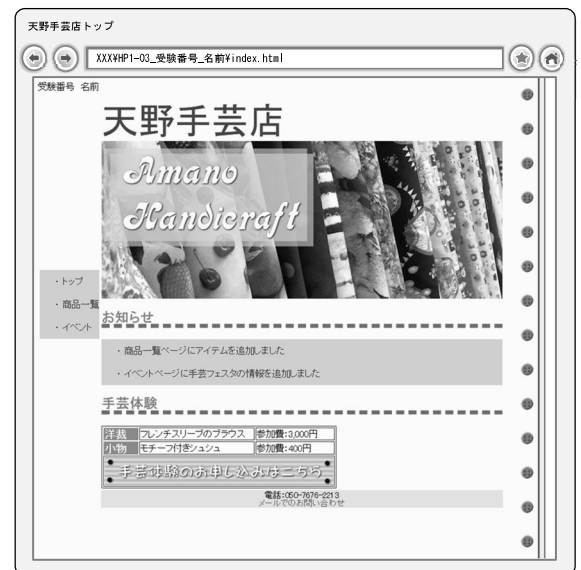 天野手芸店トップ
XXX¥HP1-03_受験番号_名前¥index.html
受験番号 名前
天野手芸店
Amano
Handicraft
・トップ
・商品一覧
・イベント
お知らせ
・商品一覧ページにアイテムを追加しました
・イベントページに手芸フェスタの情報を追加しました
手芸体験
洋裁 フレンチスリーブのブラウス 参加費:3,000円
小物 モチーフ付きシュシュ 参加費:400円
手芸体験のお申し込みはこちら
電話:050-7676-2213
メールでのお問い合わせ